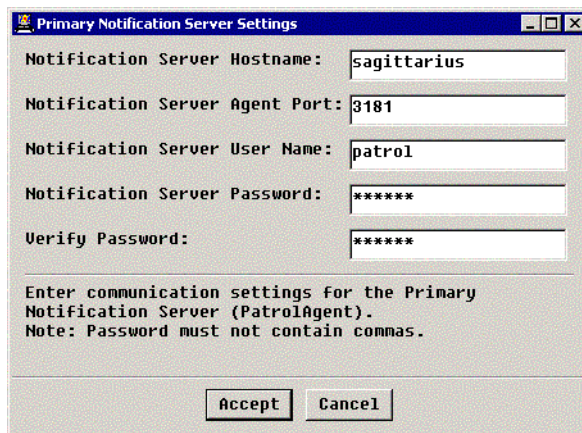 Primary Notification Server Settings
Notification Server Hostname: sagittarius
Notification Server Agent Port: 3181
Notification Server User Name: patrol
Notification Server Password: ******
Verify Password: ******
Enter communication settings for the Primary
Notification Server (PatrolAgent).
Note: Password must not contain commas.
Accept Cancel